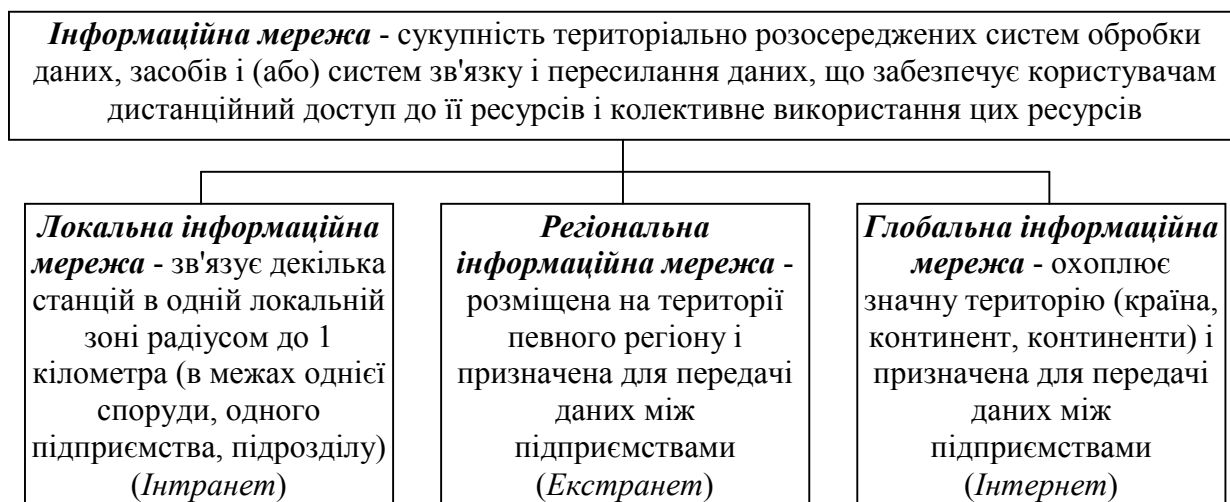 Інформаційна мережа - сукупність територіально розосереджених систем обробки
даних, засобів і (або) систем зв'язку і пересилання даних, що забезпечує користувачам
дистанційний доступ до її ресурсів і колективне використання цих ресурсів
Локальна інформаційна
мережа - зв'язує декілька
станцій в одній локальній
зоні радіусом до 1
кілометра (в межах однієї
споруди, одного
підприємства, підрозділу)
(Інтранет)
Регіональна
інформаційна мережа -
розміщена на території
певного регіону і
призначена для передачі
даних між
підприємствами
(Екстранет)
Глобальна інформаційна
мережа - охоплює
значну територію (країна,
континент, континенти) і
призначена для передачі
даних між
підприємствами
(Інтернет)